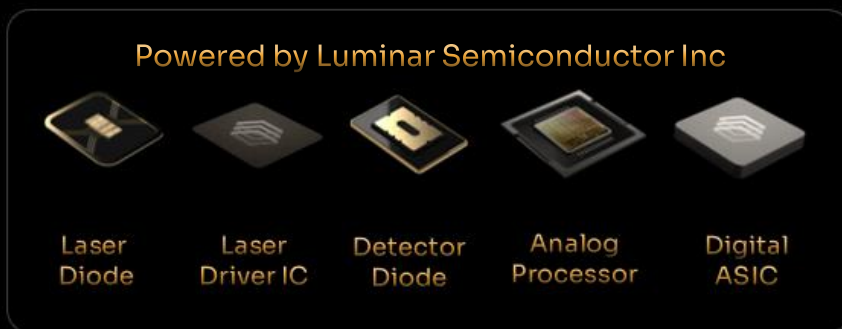 Powered by Luminar Semiconductor Inc
Laser
Diode
Laser
Driver IC
Detector
Diode
Analog
Processor
Digital
ASIC